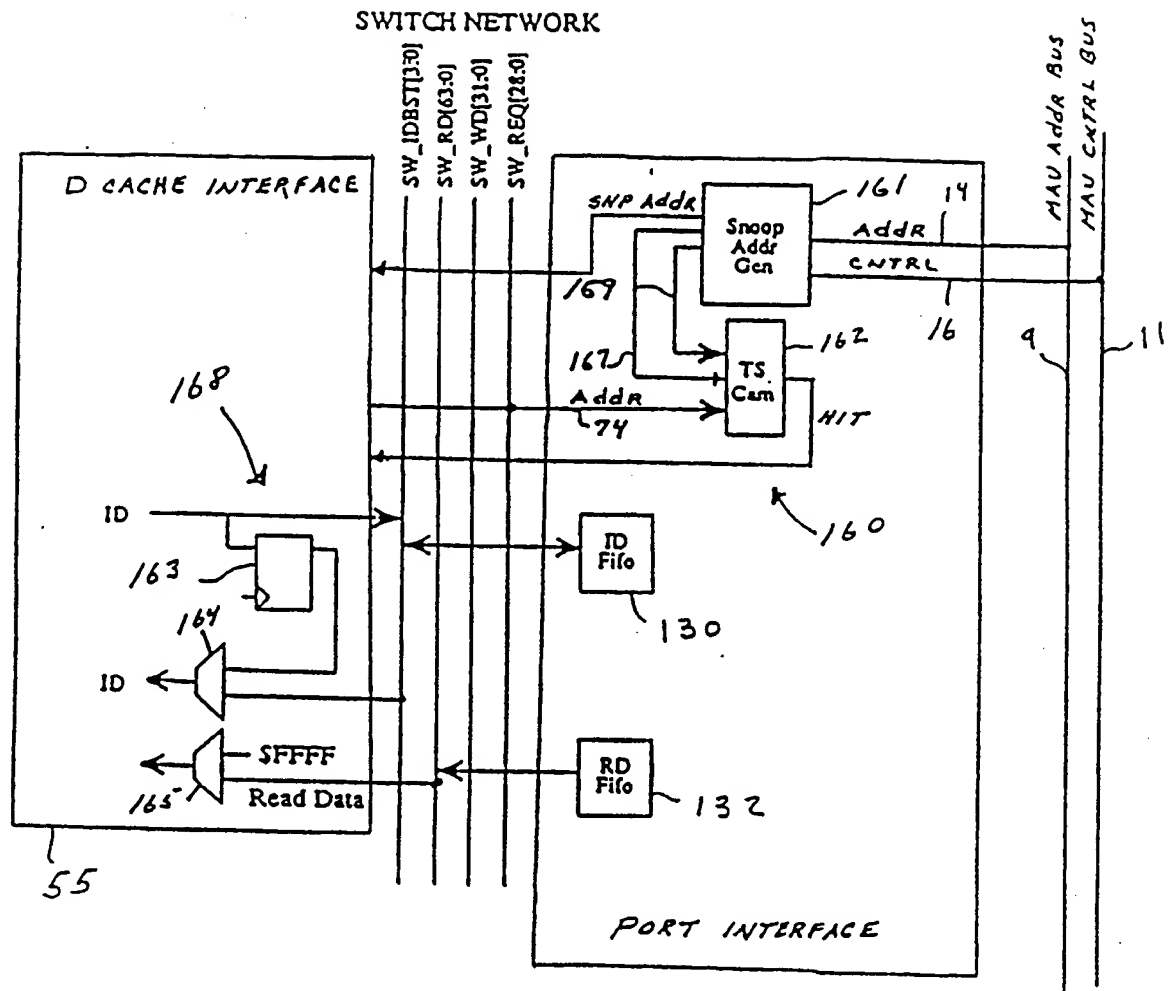 SWITCH NETWORK
SW_IDBST[3:0]
SW_RD[63:0]
SW_WD[31:0]
SW_REQ[28:0]
MAU Addr Bus
MAU CNTRL BUS
D CACHE INTERFACE
SNP Addr
161
14
Snoop
Addr
Gen
Addr
CNTRL
169
16
9
11
167
162
TS
Cam
168
Addr
74
HIT
160
ID
163
ID
Fifo
130
164
ID
SFFFF
165
Read Data
RD
Fifo
132
55
PORT INTERFACE